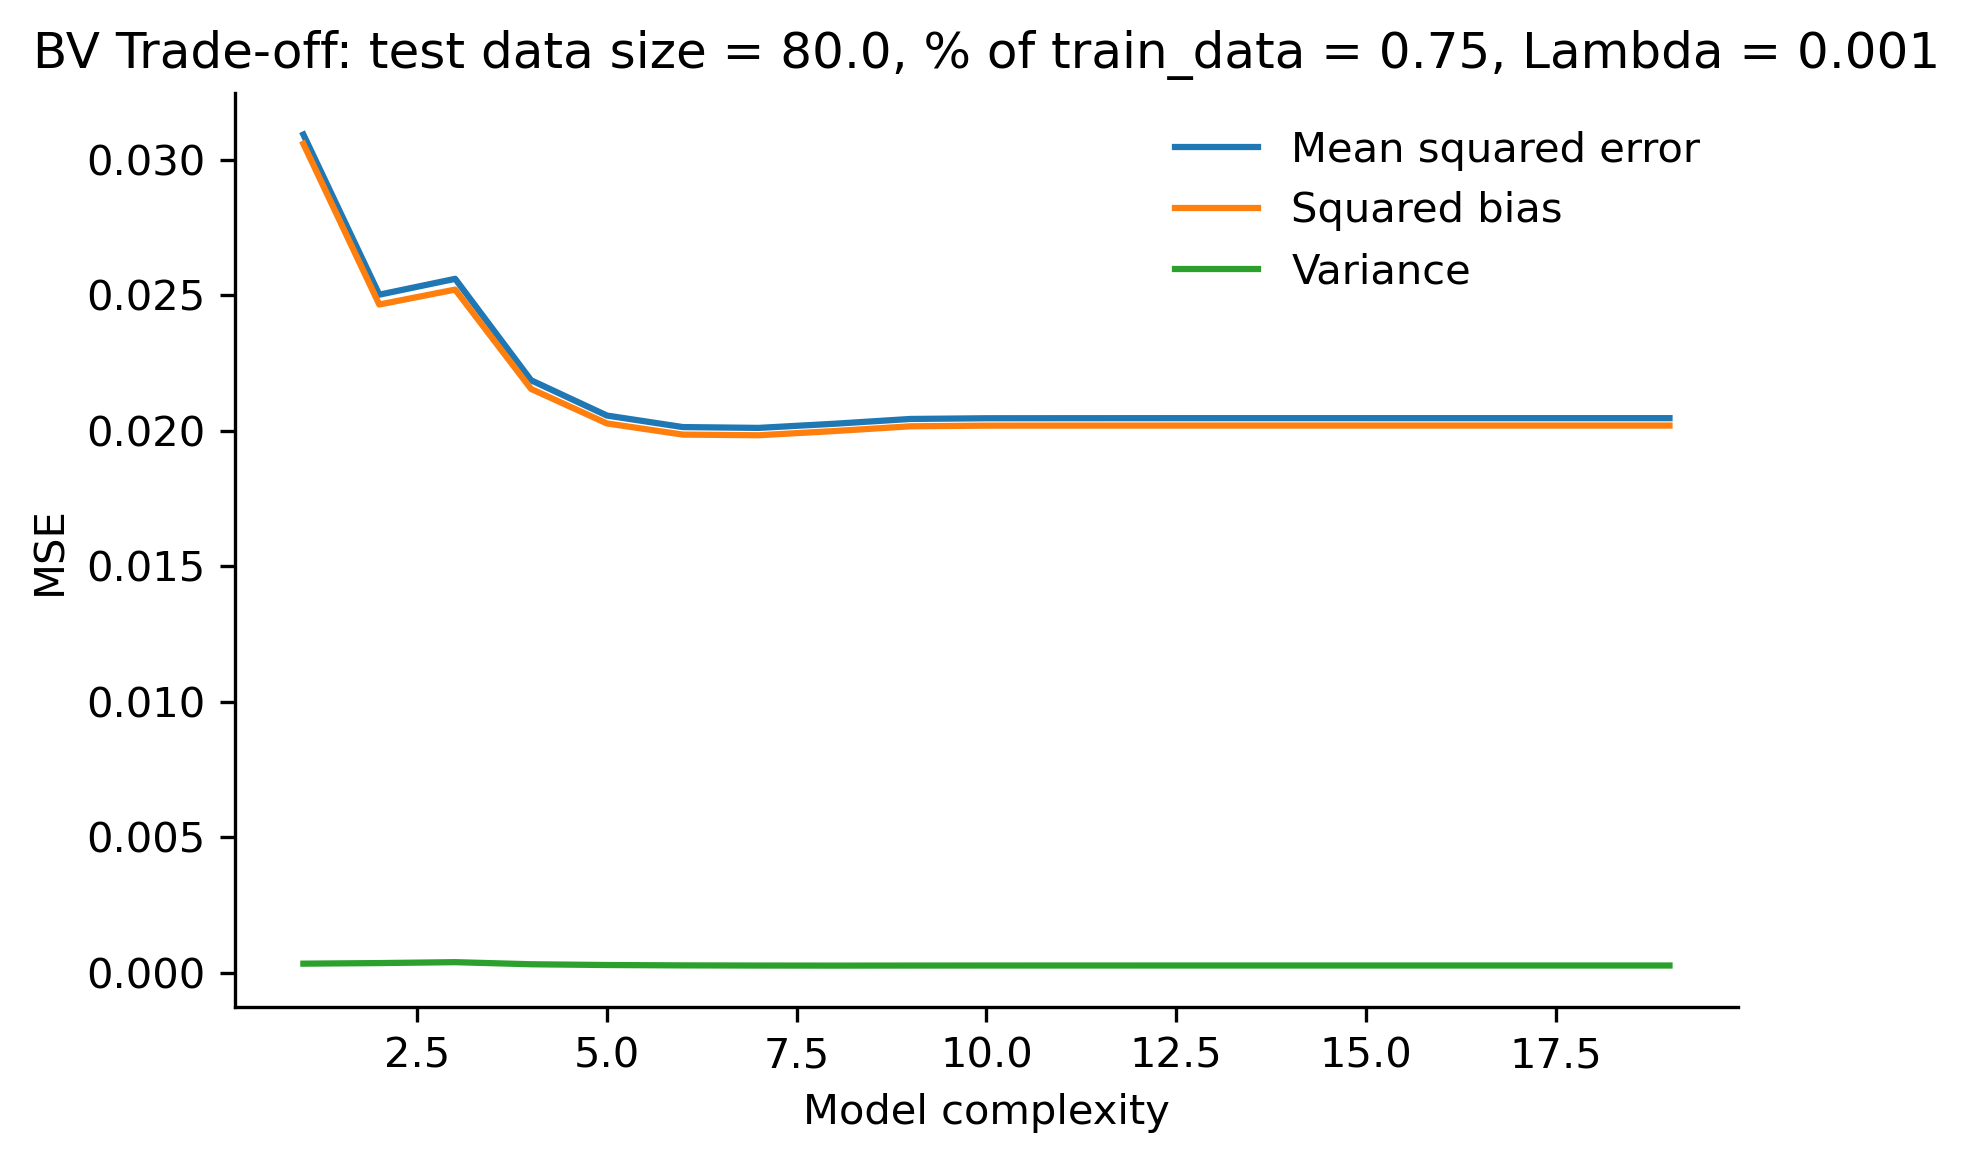 BV Trade-off: test data size = 80.0, % of train_data = 0.75, Lambda = 0.001
Mean squared error
Squared bias
Variance
MSE
0.030
0.025
0.020
0.015
0.010
0.005
0.000
2.5 5.0 7.5 10.0 12.5 15.0 17.5
Model complexity